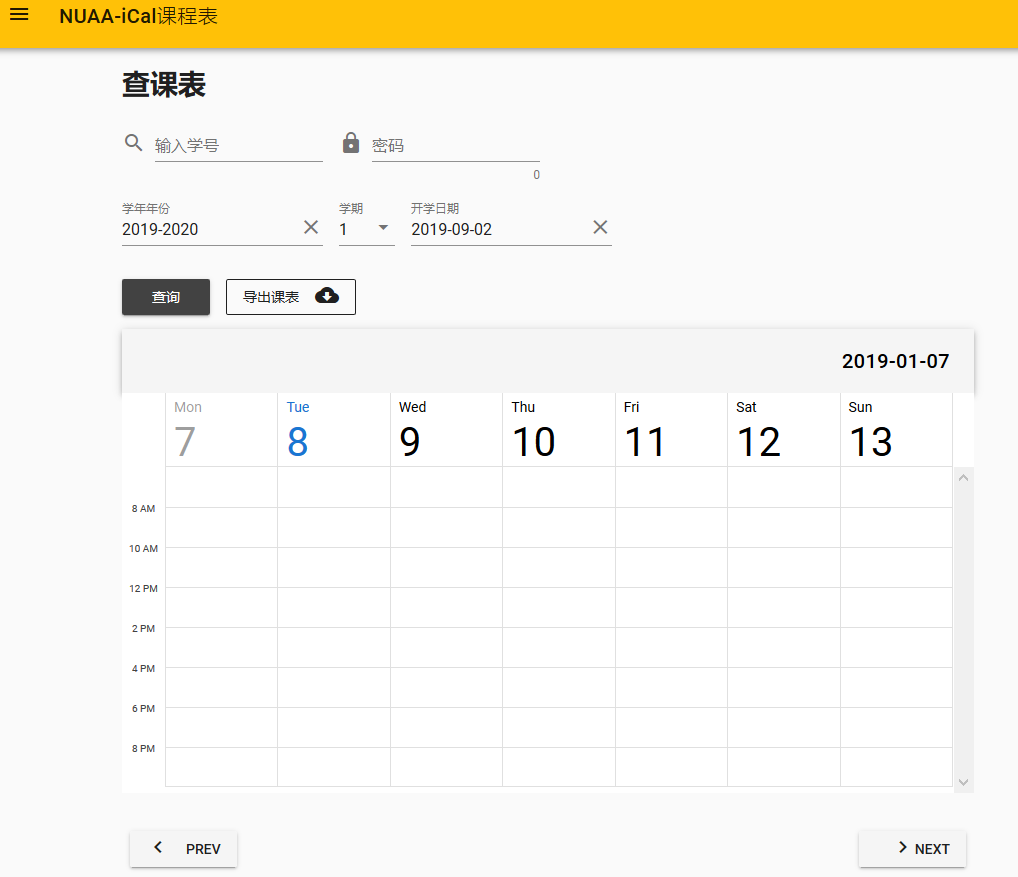 NUAA-iCal课程表
查课表
输入学号 密码
0
学年年份 学期 开学日期
2019-2020 1 2019-09-02
查询 导出课表
2019-01-07
Mon Tue Wed Thu Fri Sat Sun
7 8 9 10 11 12 13
8 AM
10 AM
12 PM
2 PM
4 PM
6 PM
8 PM
PREV NEXT